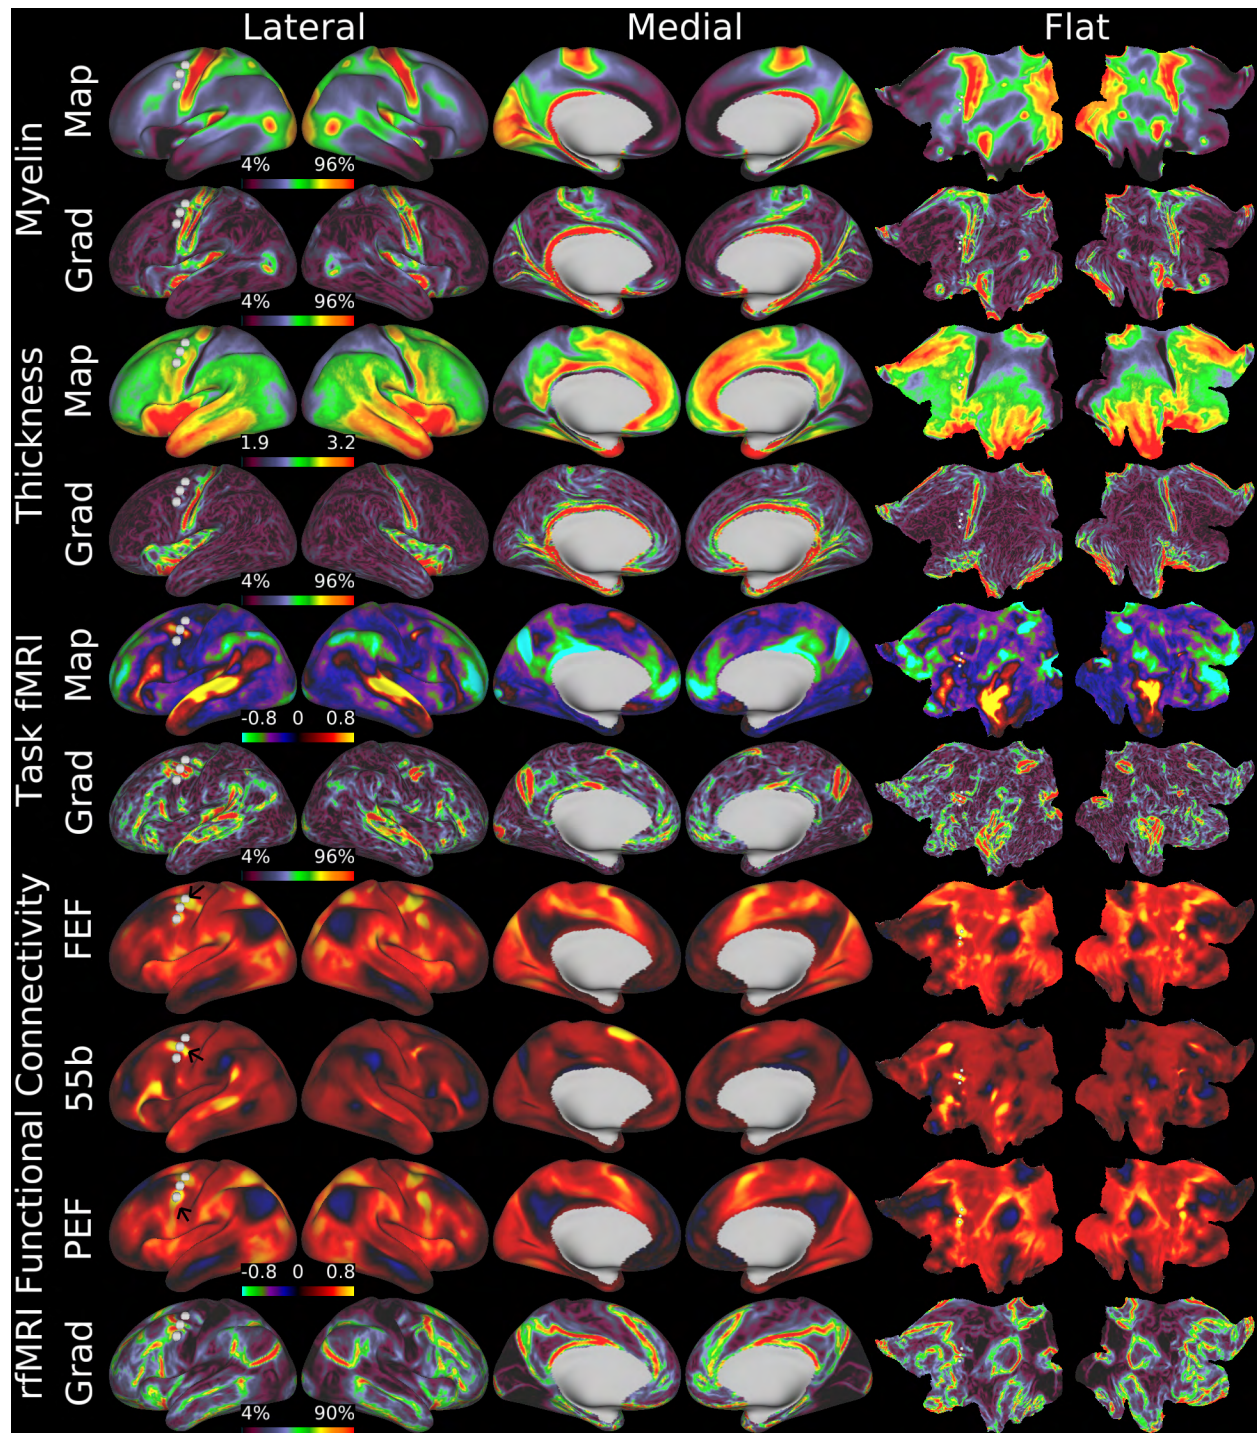 Lateral Medial Flat
Myelin
Map
4% 96%
Grad
4% 96%
Thickness
Map
1.9 3.2
Grad
4% 96%
Task fMRI
Map
-0.8 0 0.8
Grad
4% 96%
rfMRI Functional Connectivity
FEF
55b
PEF
-0.8 0 0.8
Grad
4% 90%